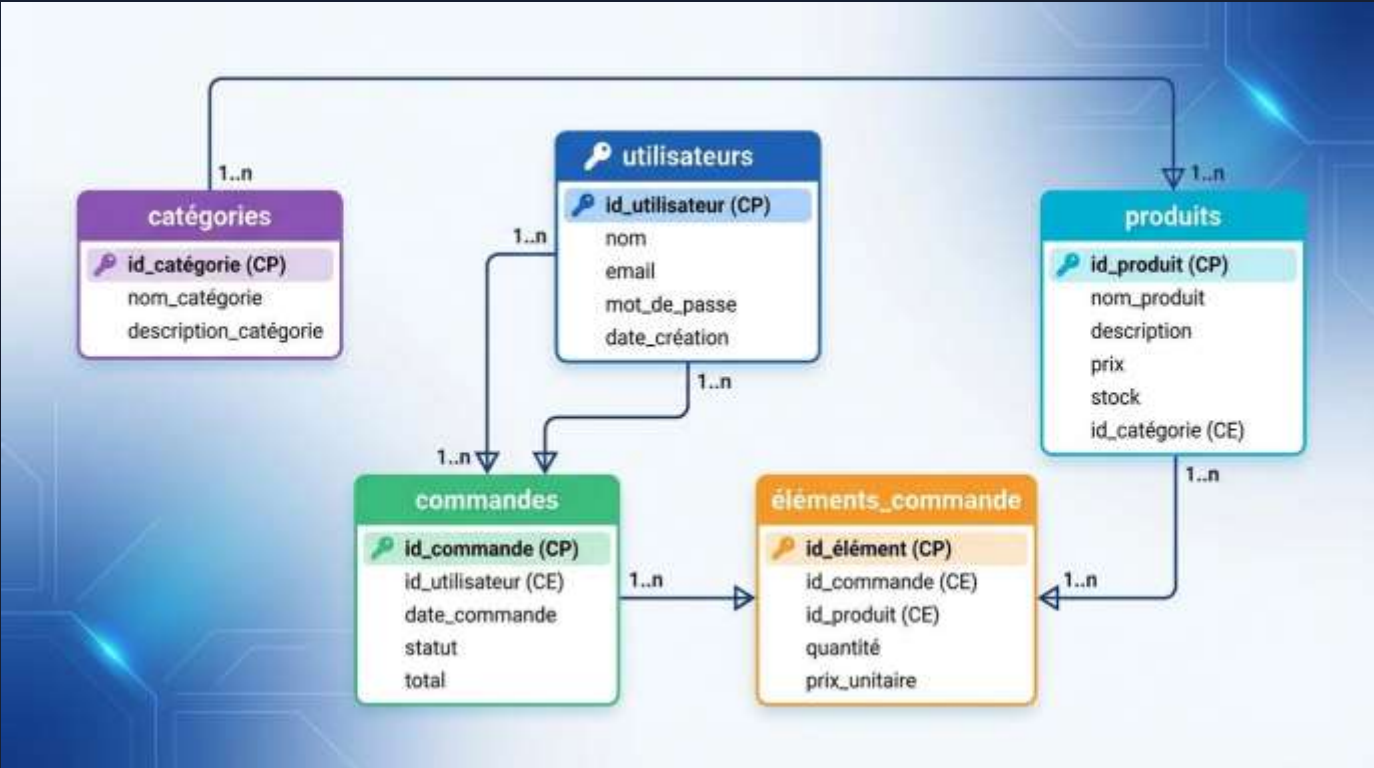 1..n
1..n
catégories
id_catégorie (CP)
nom_catégorie
description_catégorie
utilisateurs
id_utilisateur (CP)
nom
email
mot_de_passe
date_création
1..n
1..n
1..n
produits
id_produit (CP)
nom_produit
description
prix
stock
id_catégorie (CE)
1..n
commandes
id_commande (CP)
id_utilisateur (CE)
date_commande
statut
total
1..n
éléments_commande
id_élément (CP)
id_commande (CE)
id_produit (CE)
quantité
prix_unitaire
1..n